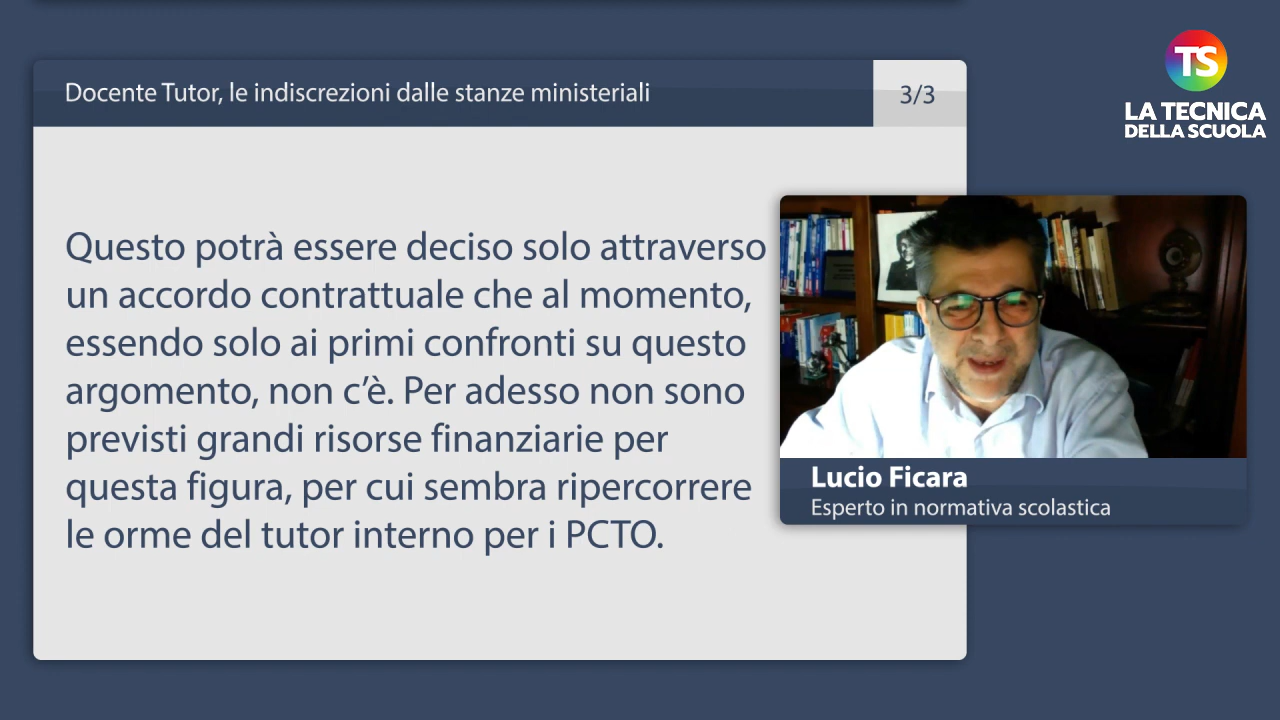 Docente Tutor, le indiscrezioni dalle stanze ministeriali
3/3
TS
LA TECNICA
DELLA SCUOLA
Questo potrà essere deciso solo attraverso
un accordo contrattuale che al momento,
essendo solo ai primi confronti su questo
argomento, non c’è. Per adesso non sono
previsti grandi risorse finanziarie per
questa figura, per cui sembra ripercorrere
le orme del tutor interno per i PCTO.
Lucio Ficara
Esperto in normativa scolastica